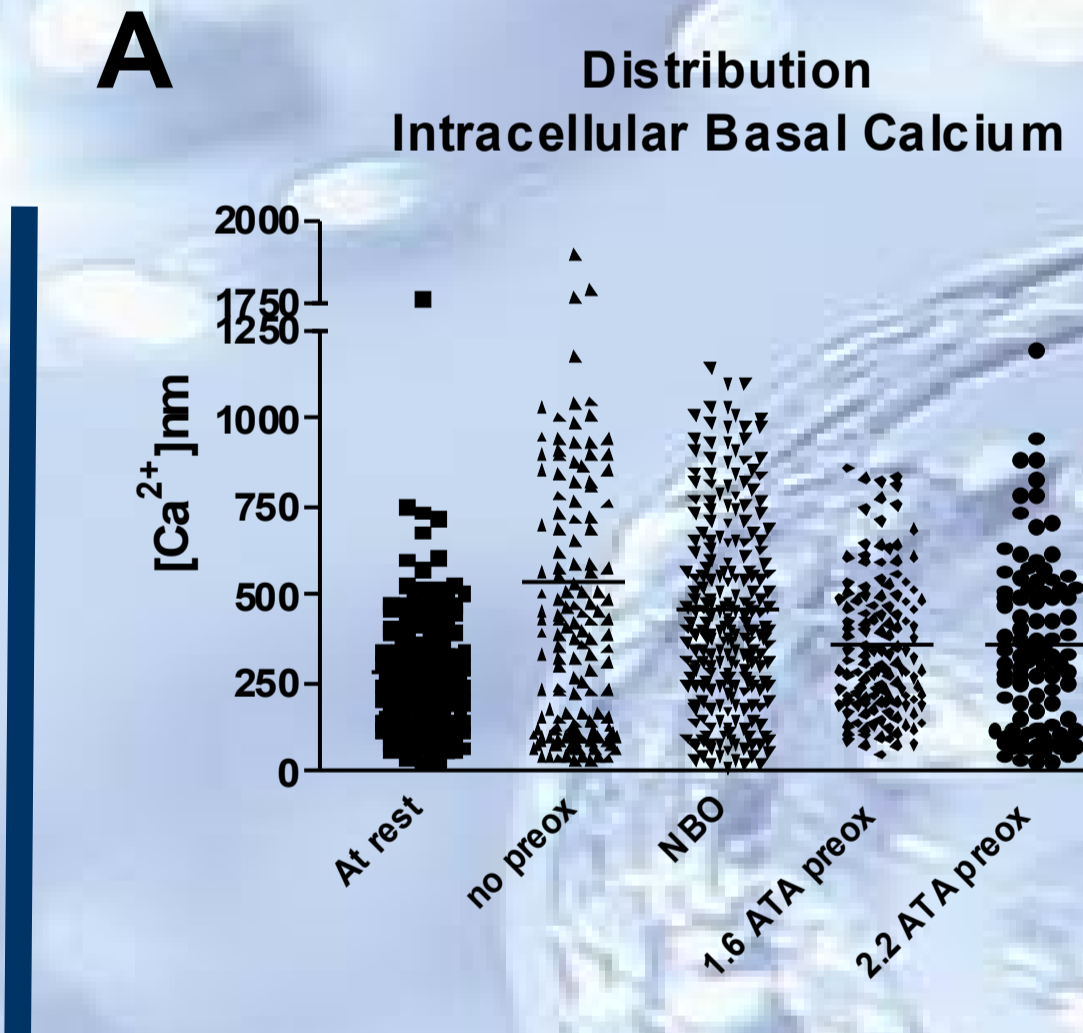 A
Distribution
Intracellular Basal Calcium
2000
1750
1250
1000
750
500
250
0
[Ca2+]nm
At rest
no preox
NBO
1.6 ATA preox
2.2 ATA preox